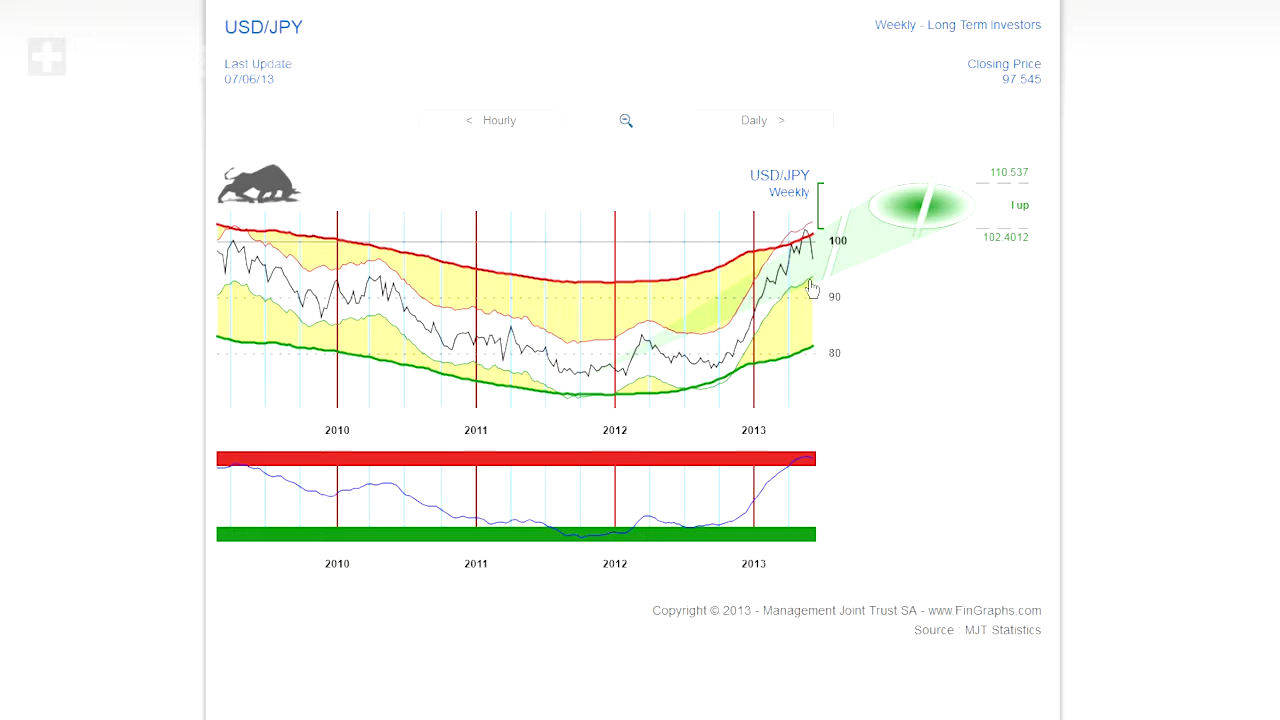 USD/JPY
Weekly - Long Term Investors
Last Update
07/06/13
Closing Price
97.545
< Hourly
Daily >
USD/JPY
Weekly
110.537
I up
102.4012
100
90
80
2010 2011 2012 2013
2010 2011 2012 2013
Copyright © 2013 - Management Joint Trust SA - www.FinGraphs.com
Source : MJT Statistics